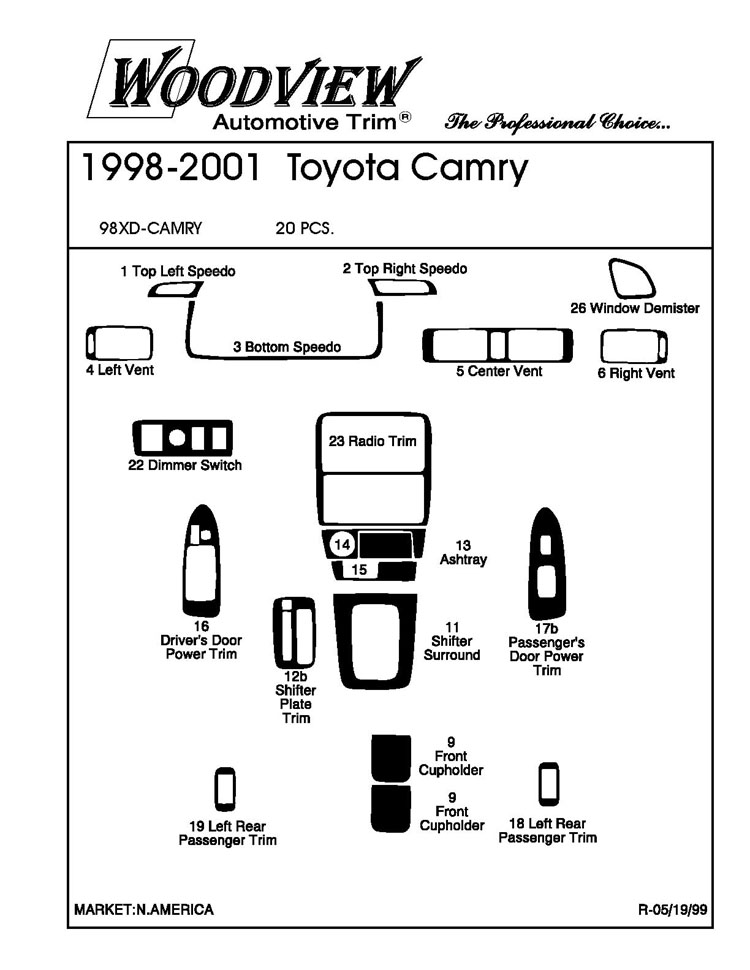 WOODVIEW
Automotive Trim®
The Professional Choice...
1998-2001 Toyota Camry
98XD-CAMRY 20 PCS.
1 Top Left Speedo
2 Top Right Speedo
26 Window Demister
3 Bottom Speedo
4 Left Vent
5 Center Vent
6 Right Vent
23 Radio Trim
22 Dimmer Switch
14
13
Ashtray
15
16
Driver's Door
Power Trim
11
Shifter
Surround
17b
Passenger's
Door Power
Trim
12b
Shifter
Plate
Trim
9
Front
Cupholder
9
Front
Cupholder
19 Left Rear
Passenger Trim
18 Left Rear
Passenger Trim
MARKET:N.AMERICA
R-05/19/99